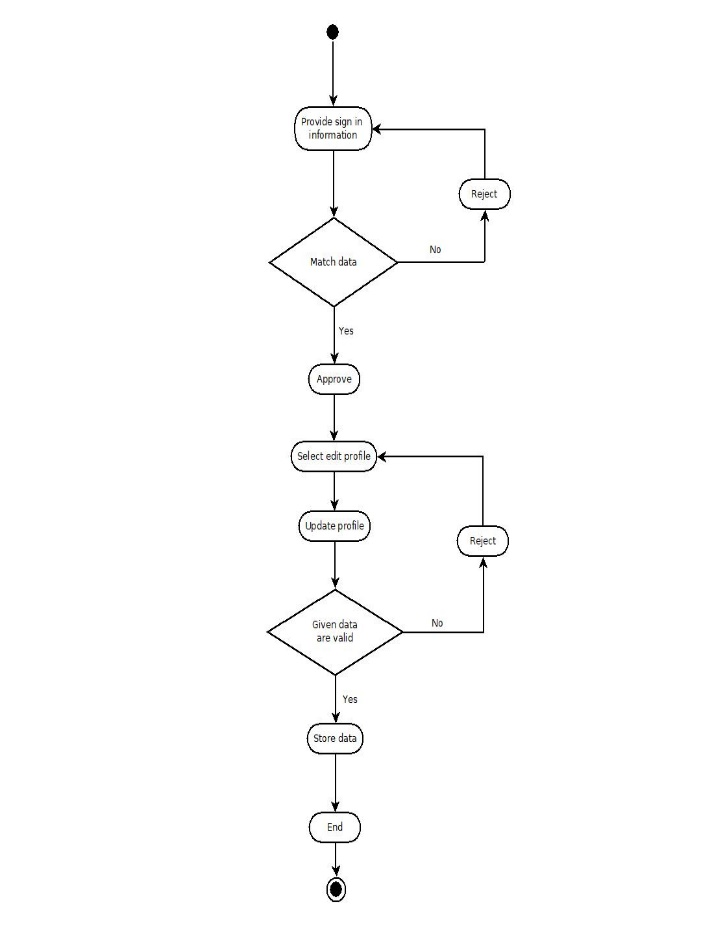 Provide sign in
information
Reject
Match data
No
Yes
Approve
Select edit profile
Update profile
Reject
Given data
are valid
No
Yes
Store data
End